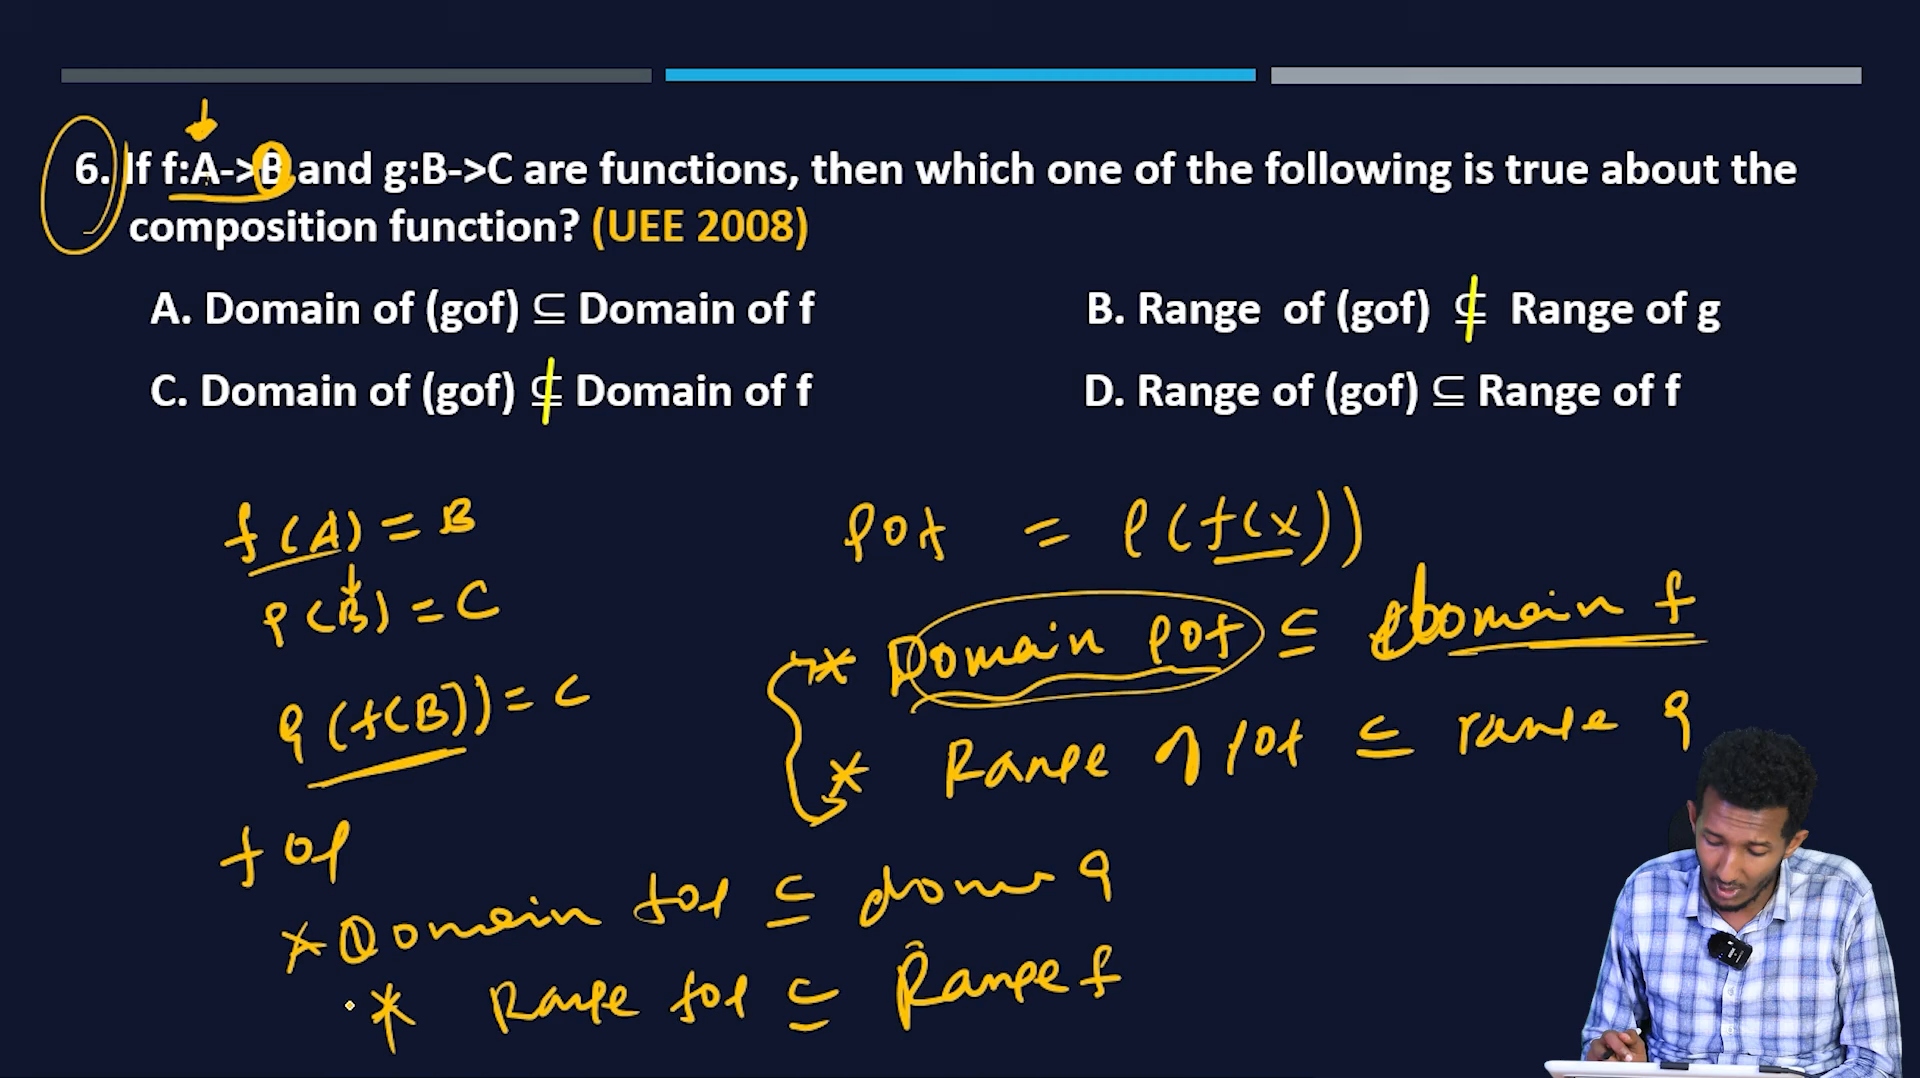 6. If f:A->B and g:B->C are functions, then which one of the following is true about the
composition function? (UEE 2008)
A. Domain of (gof) ⊆ Domain of f
B. Range of (gof) ⊈ Range of g
C. Domain of (gof) ⊈ Domain of f
D. Range of (gof) ⊆ Range of f
f(A) = B
g(B) = C
g(f(B)) = C
gof = g(f(x))
* Domain gof ⊆ domain f
* Range of gof ⊆ range g
fog
* Domain fog ⊆ g
* Range fog ⊆ Range f